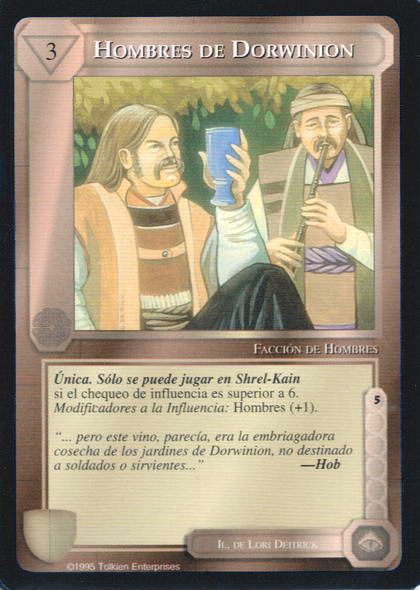 3
HOMBRES DE DORWINION
FACCIÓN DE HOMBRES
Única. Sólo se puede jugar en Shrel-Kain
si el chequeo de influencia es superior a 6.
Modificadores a la Influencia: Hombres (+1).
5
“... pero este vino, parecía, era la embriagadora
cosecha de los jardines de Dorwinion, no destinado
a soldados o sirvientes...” —Hob
IL. DE LORI DEITRICK
©1995 Tolkien Enterprises